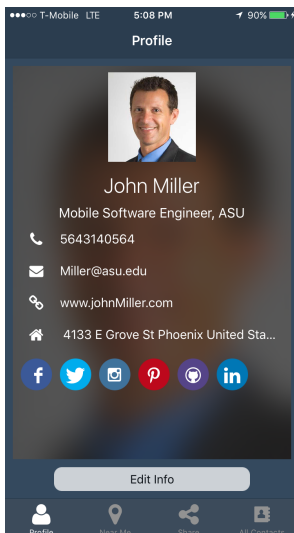 T-Mobile LTE 5:08 PM 90%
Profile
John Miller
Mobile Software Engineer, ASU
5643140564
Miller@asu.edu
www.johnMiller.com
4133 E Grove St Phoenix United Sta...
Edit Info
Profile Near Me Share All Contacts